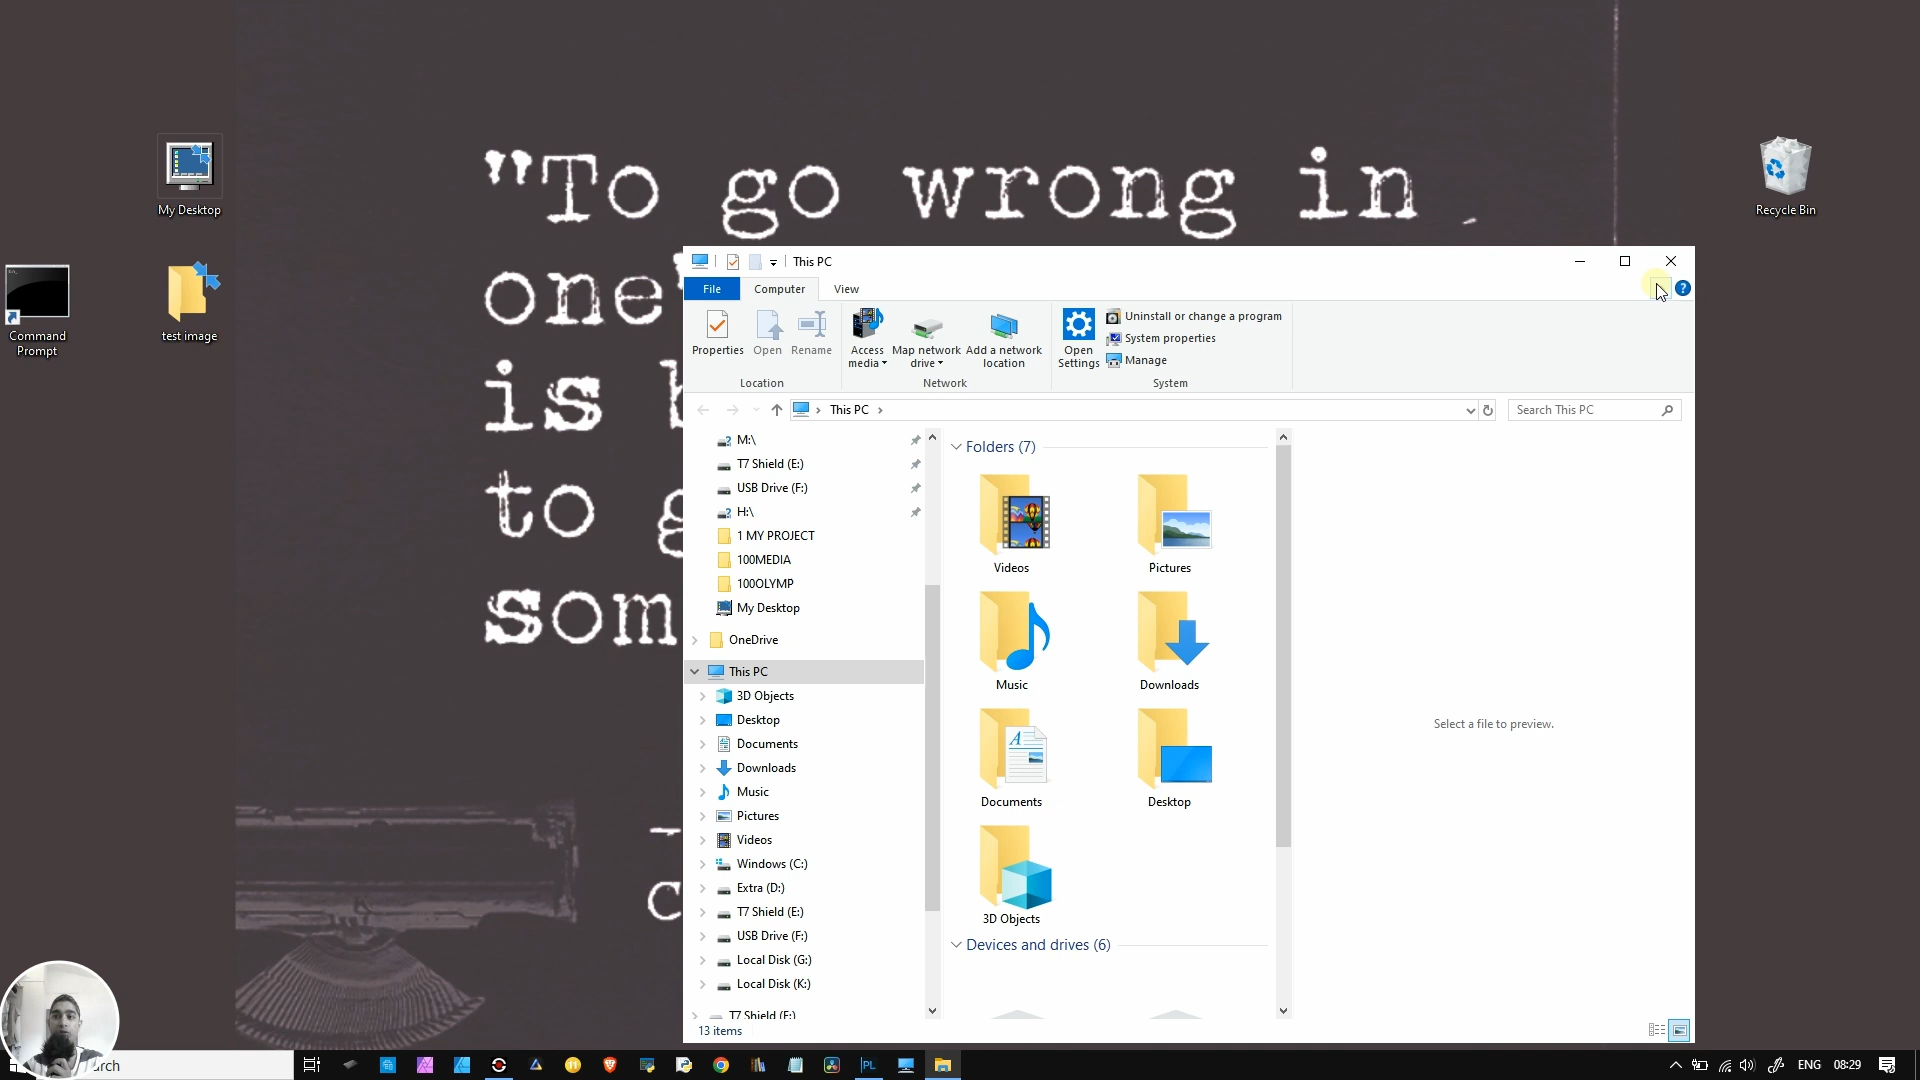 "To go wrong in
one'
is b
to g
som
My Desktop
Recycle Bin
Command
Prompt
test image
This PC
File
Computer
View
Properties
Open
Rename
Access
media
Map network
drive
Add a network
location
Open
Settings
Uninstall or change a program
System properties
Manage
Location
Network
System
This PC
Search This PC
M:\
T7 Shield (E:)
USB Drive (F:)
H:\
1 MY PROJECT
100MEDIA
100OLYMP
My Desktop
OneDrive
This PC
3D Objects
Desktop
Documents
Downloads
Music
Pictures
Videos
Windows (C:)
Extra (D:)
T7 Shield (E:)
USB Drive (F:)
Local Disk (G:)
Local Disk (K:)
T7 Shield (E:)
Folders (7)
Videos
Pictures
Music
Downloads
Documents
Desktop
3D Objects
Devices and drives (6)
Select a file to preview.
13 items
arch
PL
ENG
08:29